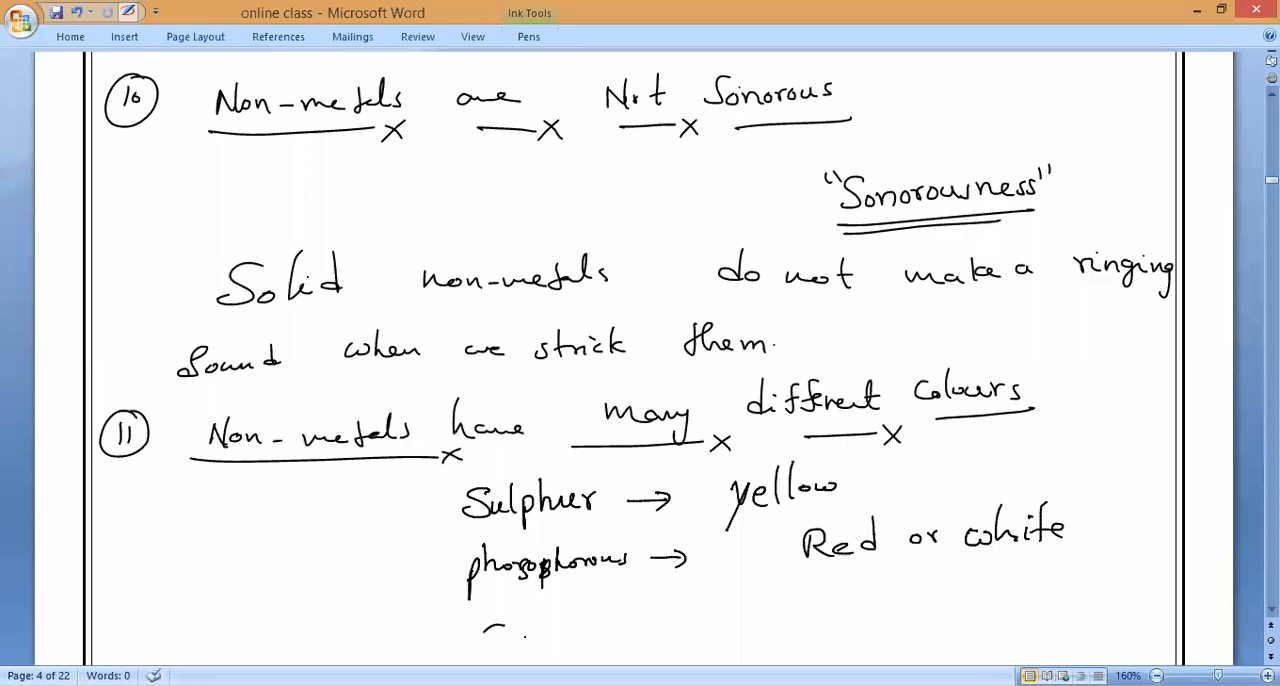 online class - Microsoft Word
Ink Tools
Home Insert Page Layout References Mailings Review View Pens
10 Non-metals are Not Sonorous
"Sonorousness"
Solid non-metals do not make a ringing
Sound when we strick them.
11 Non-metals have many different colours
Sulphur → yellow
phosophorous → Red or white
Page: 4 of 22 Words: 0 160%